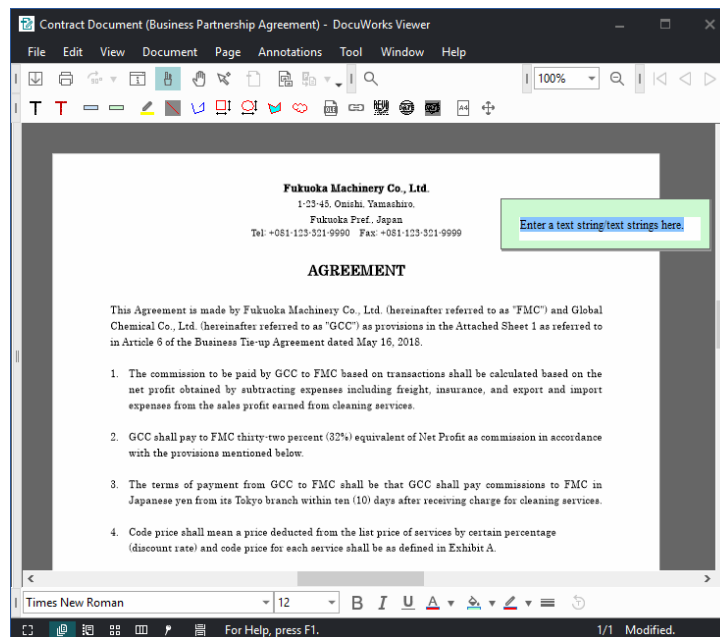 Contract Document (Business Partnership Agreement) - DocuWorks Viewer
File Edit View Document Page Annotations Tool Window Help
100%
T T
A4
Fukuoka Machinery Co., Ltd.
1-23-45, Onishi, Yamashiro,
Fukuoka Pref., Japan
Tel: +081-123-321-9990 Fax: +081-123-321-9999
Enter a text string/text strings here.
AGREEMENT
This Agreement is made by Fukuoka Machinery Co., Ltd. (hereinafter referred to as "FMC") and Global
Chemical Co., Ltd. (hereinafter referred to as "GCC") as provisions in the Attached Sheet 1 as referred to
in Article 6 of the Business Tie-up Agreement dated May 16, 2018.
1. The commission to be paid by GCC to FMC based on transactions shall be calculated based on the
net profit obtained by subtracting expenses including freight, insurance, and export and import
expenses from the sales profit earned from cleaning services.
2. GCC shall pay to FMC thirty-two percent (32%) equivalent of Net Profit as commission in accordance
with the provisions mentioned below.
3. The terms of payment from GCC to FMC shall be that GCC shall pay commissions to FMC in
Japanese yen from its Tokyo branch within ten (10) days after receiving charge for cleaning services.
4. Code price shall mean a price deducted from the list price of services by certain percentage
(discount rate) and code price for each service shall be as defined in Exhibit A.
Times New Roman 12 B I U A
For Help, press F1. 1/1 Modified.